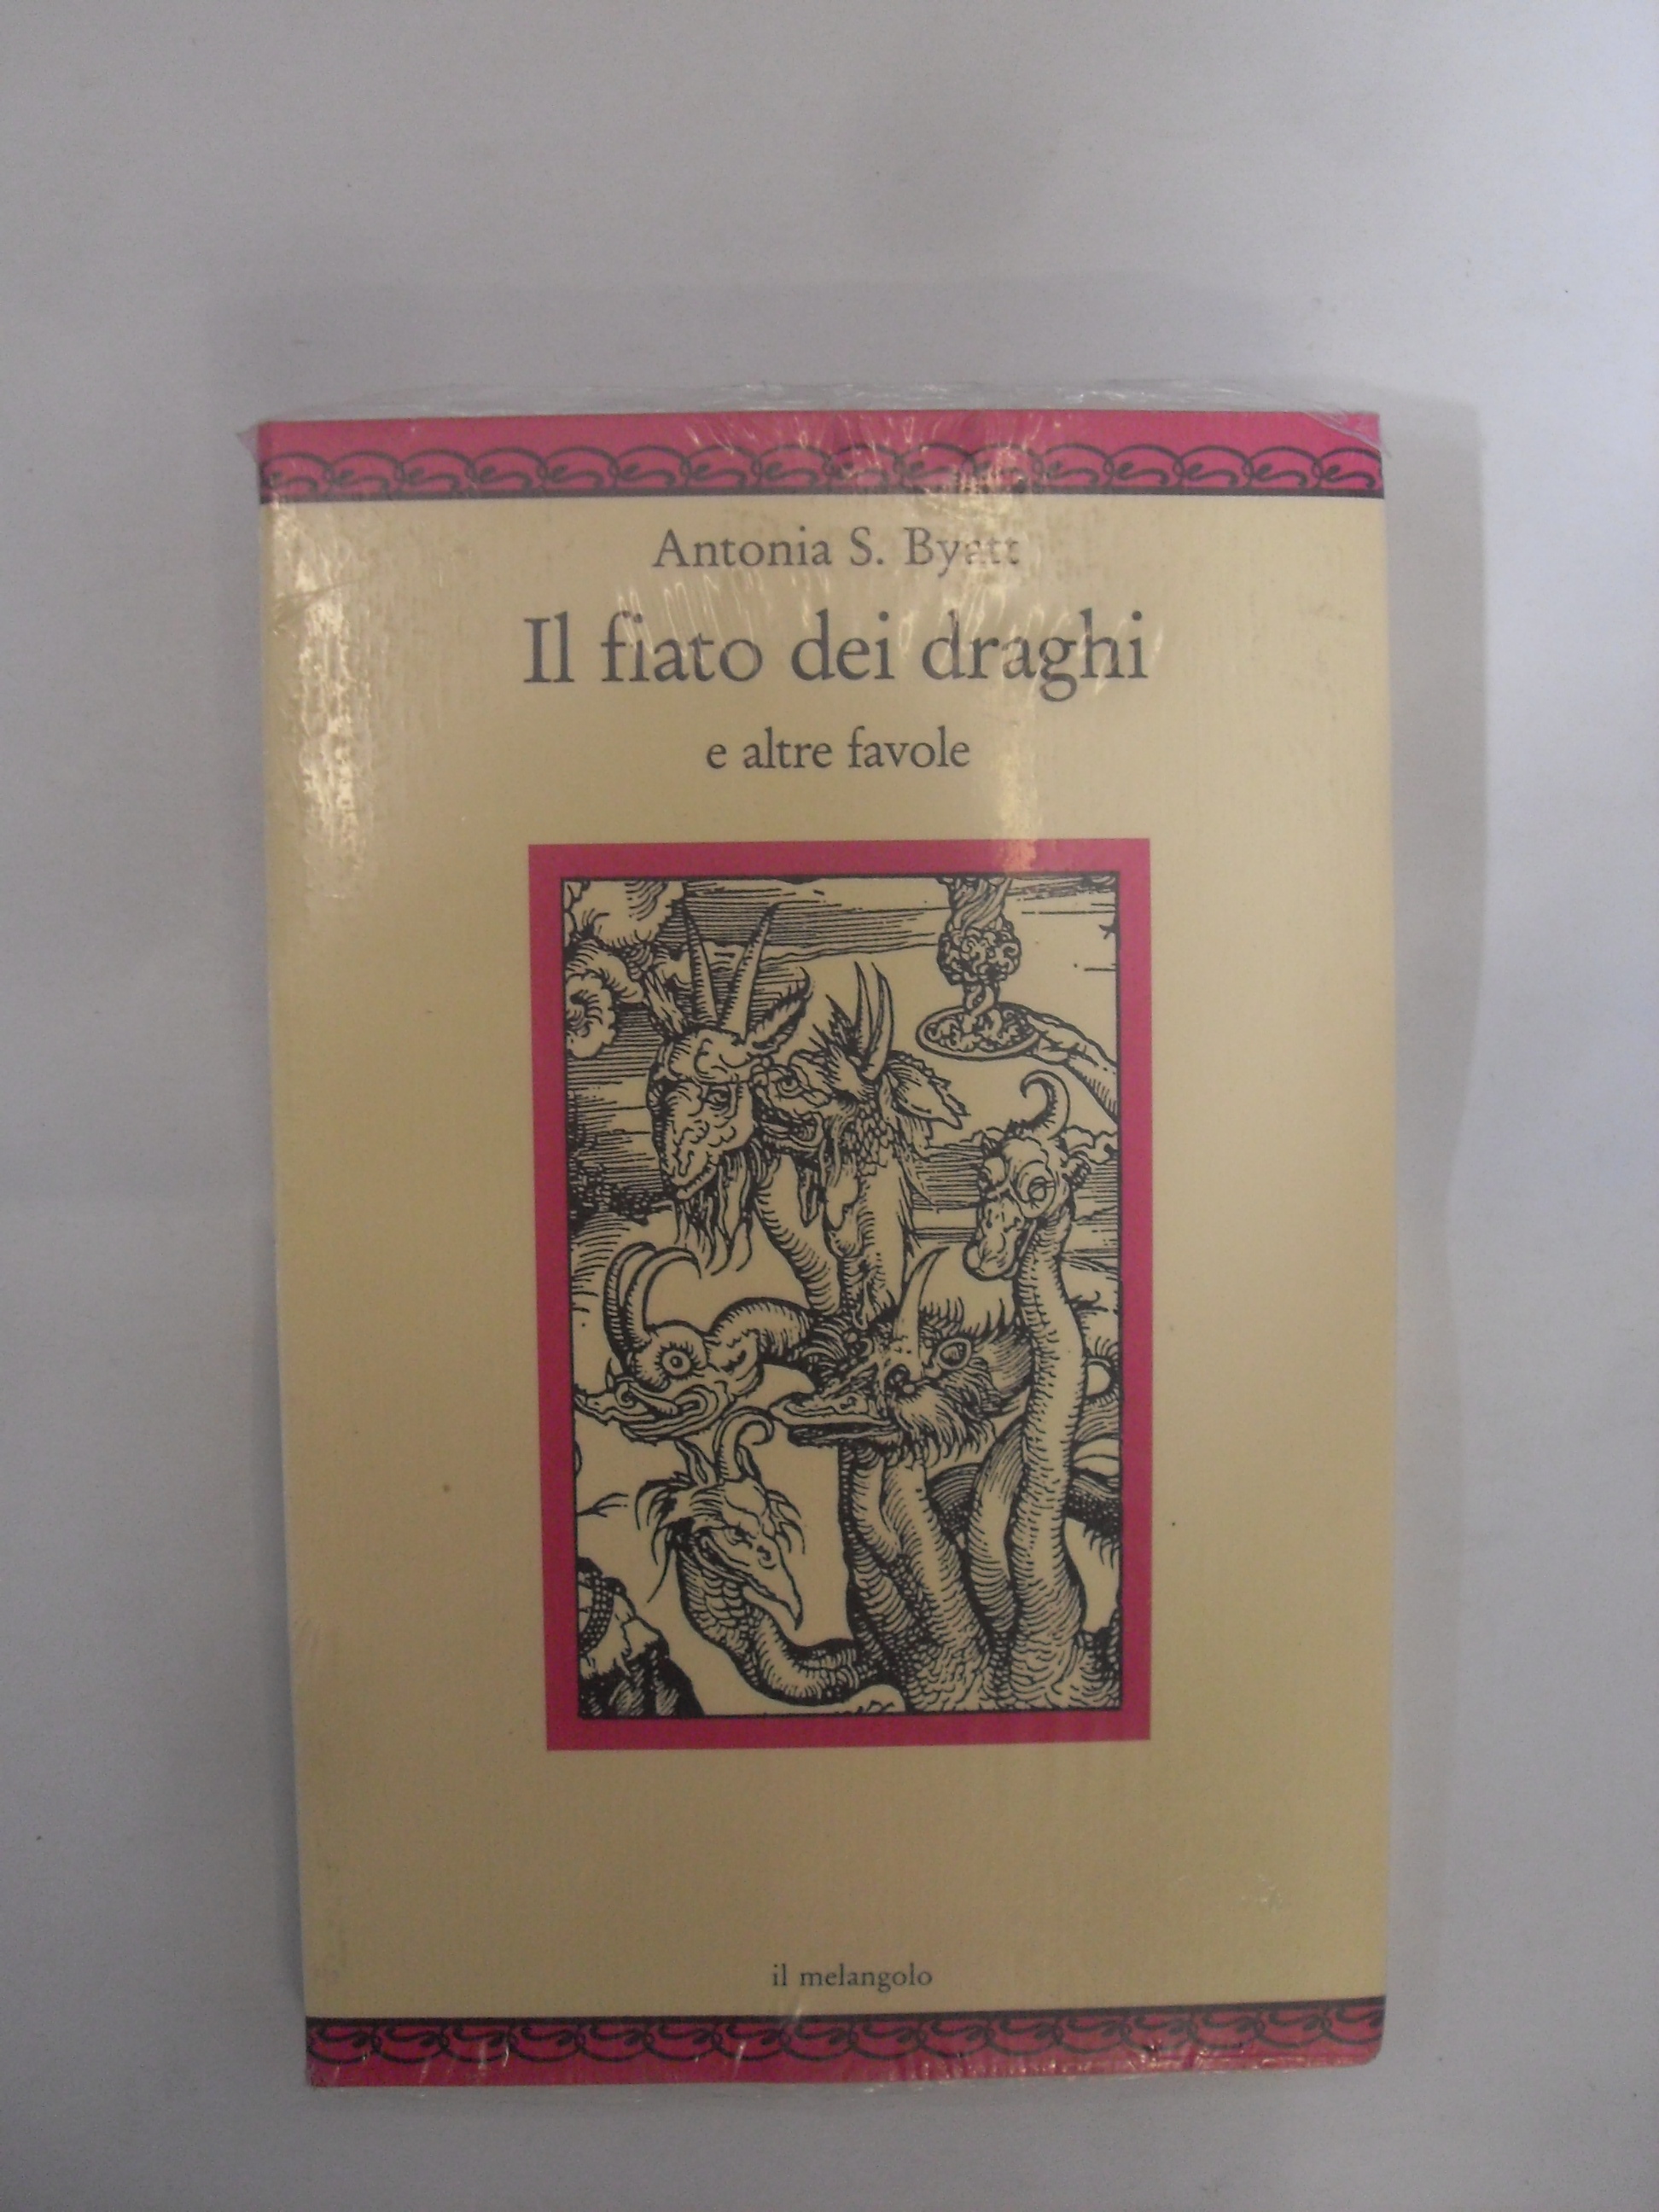 Antonia S. Byatt
Il fiato dei draghi
e altre favole
il melangolo